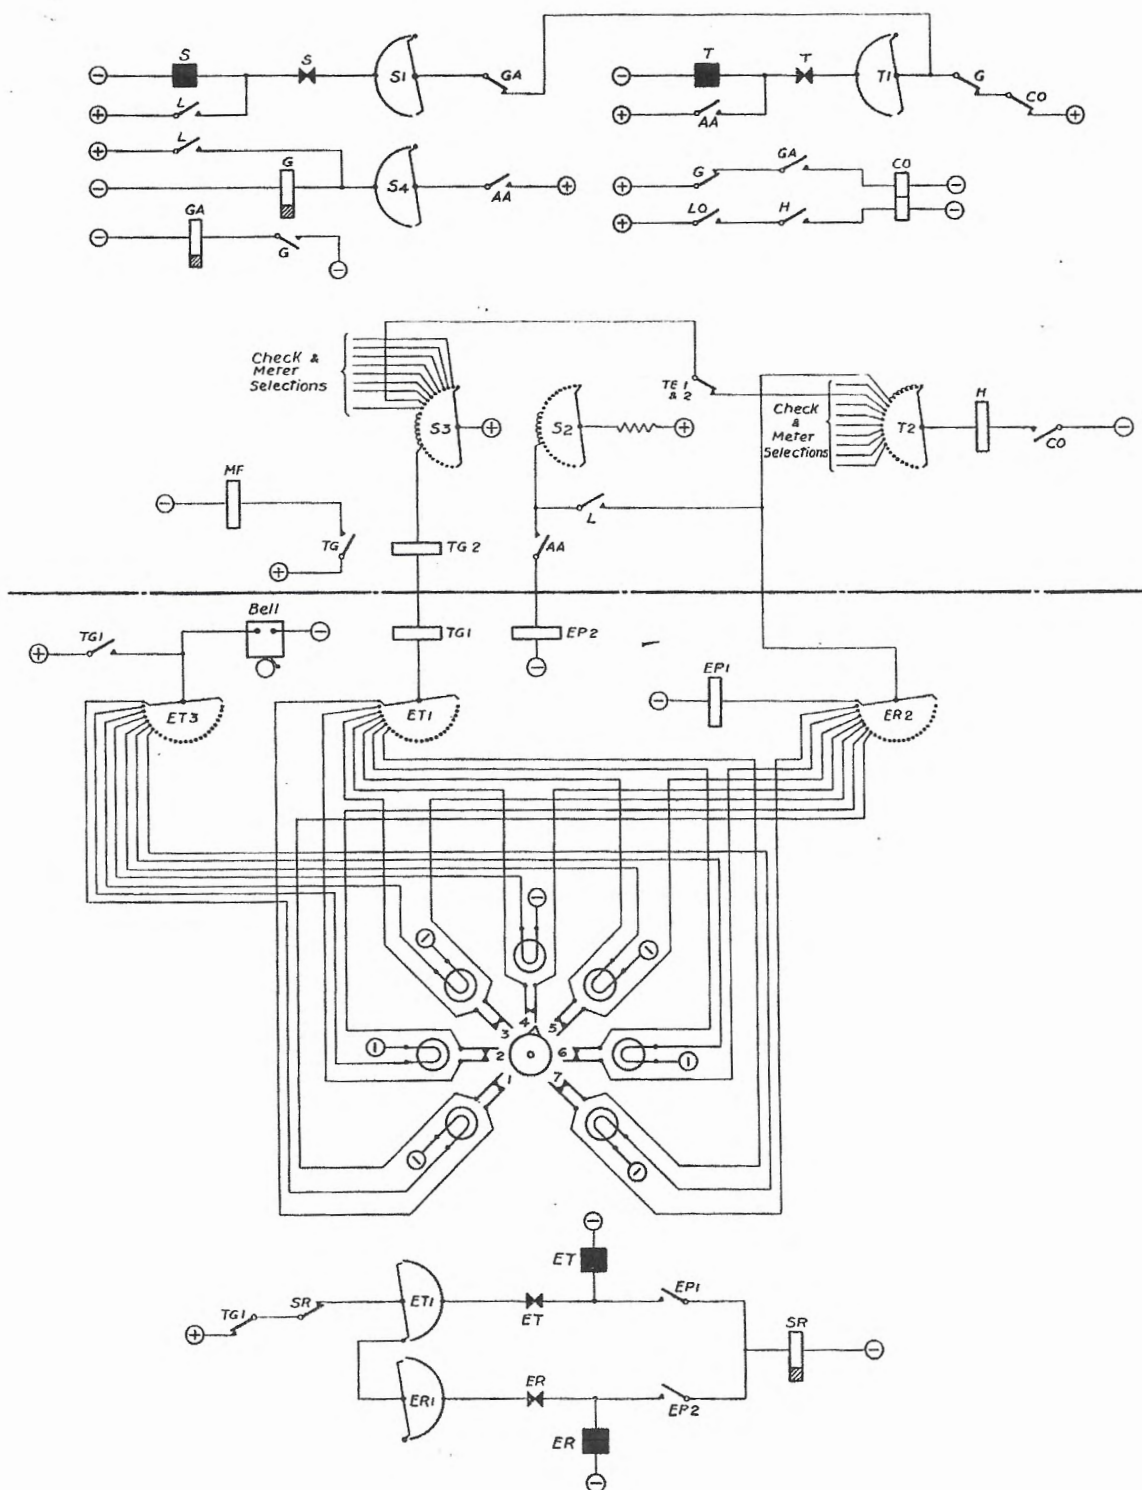 S S S1 GA T T T1 G CO
L AA
L
G S4 AA G GA CO
LO H
GA G
Check &
Meter
Selections
TE 1
& 2
Check
&
Meter
Selections
S3 S2 T2 H CO
MF
L
TG TG 2 AA
Bell
TG1 TG1 EP2
EP1
ET3 ET1 ER2
4
3 5
2 6
1 7
ET
EP1
ET1
SR ET
TG1 SR
ER
ER1 EP2
ER